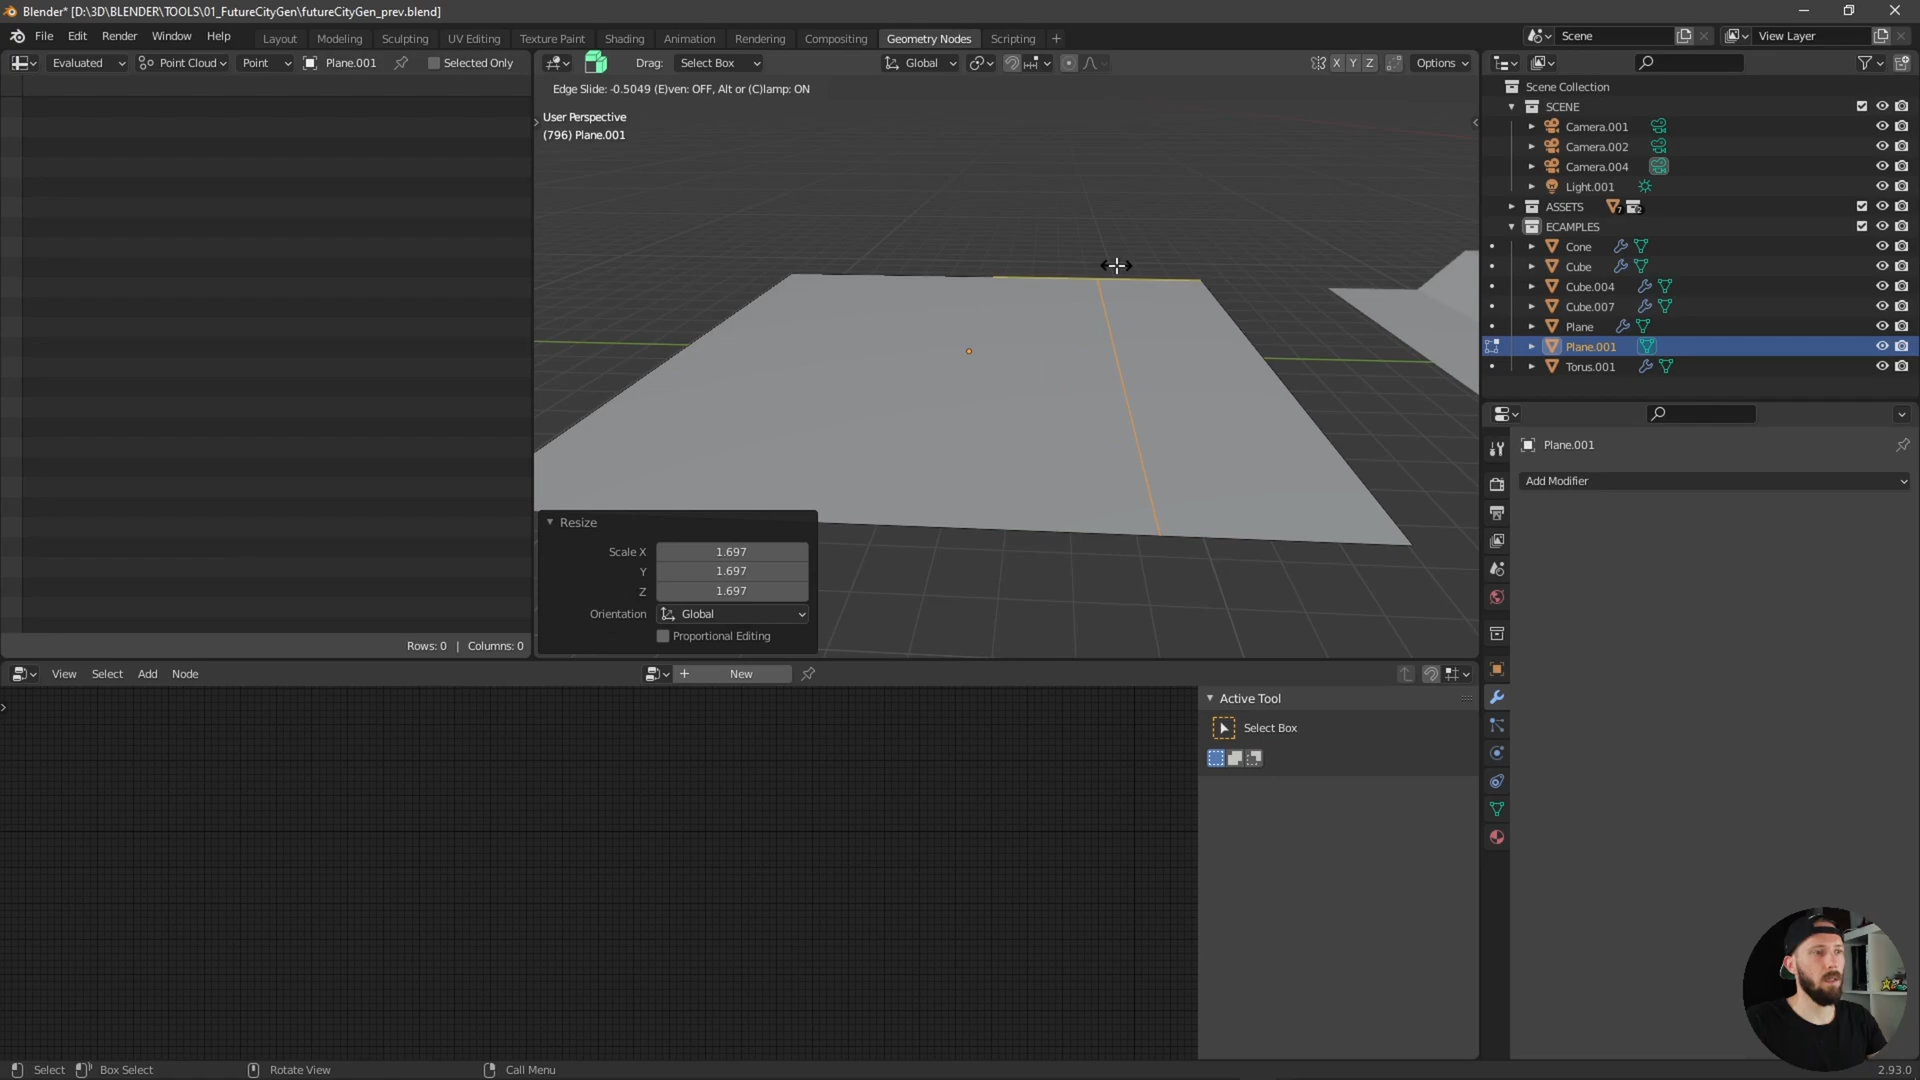 Blender* [D:\3D\BLENDER\TOOLS\01_FutureCityGen\futureCityGen_prev.blend]
File Edit Render Window Help Layout Modeling Sculpting UV Editing Texture Paint Shading Animation Rendering Compositing Geometry Nodes Scripting + Scene View Layer
Evaluated Point Cloud Point Plane.001 Selected Only Drag: Select Box Global X Y Z Options
Edge Slide: -0.5049 (E)ven: OFF, Alt or (C)lamp: ON
User Perspective
(796) Plane.001
Scene Collection
SCENE
Camera.001
Camera.002
Camera.004
Light.001
ASSETS 7 2
ECAMPLES
Cone
Cube
Cube.004
Cube.007
Plane
Plane.001
Torus.001
Plane.001
Add Modifier
Resize
Scale X 1.697
Y 1.697
Z 1.697
Orientation Global
Proportional Editing
Rows: 0 | Columns: 0
View Select Add Node + New
Active Tool
Select Box
Select Box Select Rotate View Call Menu 2.93.0